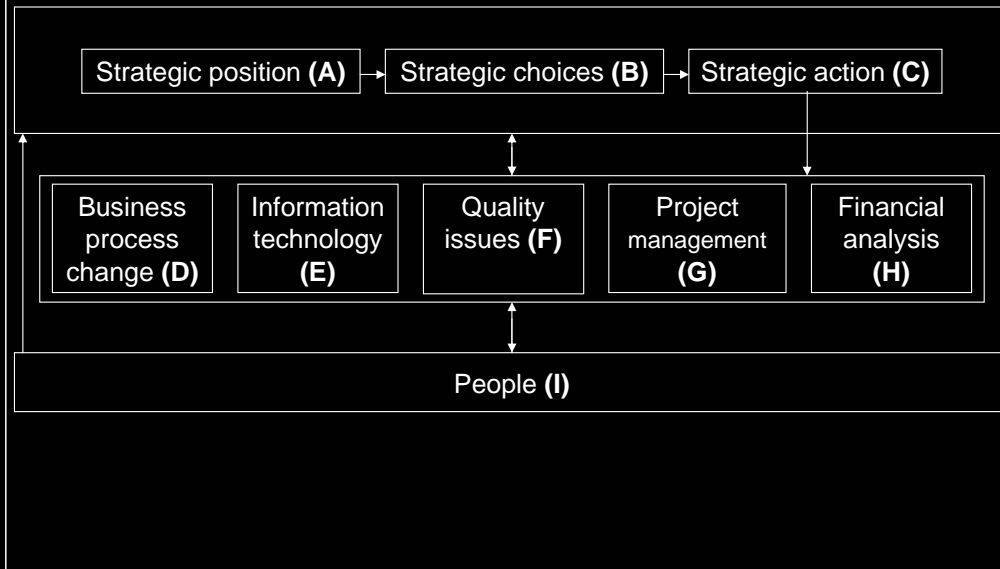 Strategic position (A)
Strategic choices (B)
Strategic action (C)
Business
process
change (D)
Information
technology
(E)
Quality
issues (F)
Project
management
(G)
Financial
analysis
(H)
People (I)